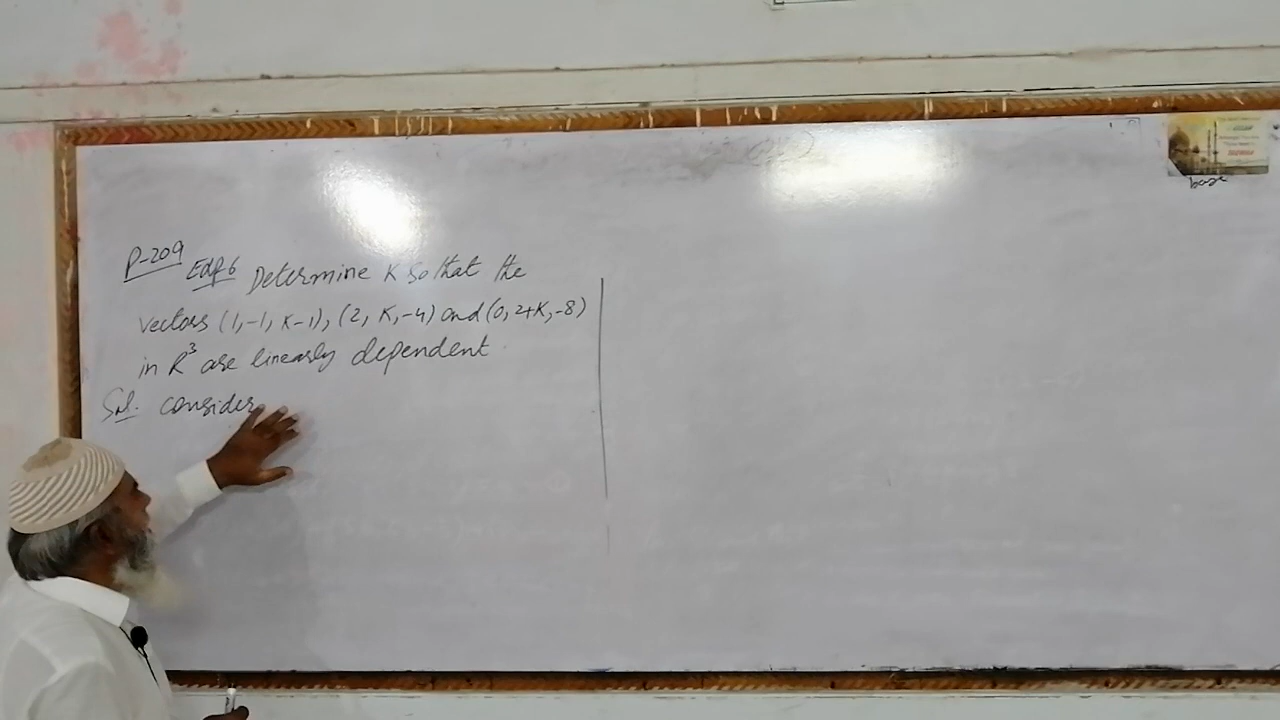 P-209 Eg 6 Determine K so that the
vectors (1,-1, K-1), (2, K,-4) and (0, 2+K,-8)
in R³ are linearly dependent
Sol. consider